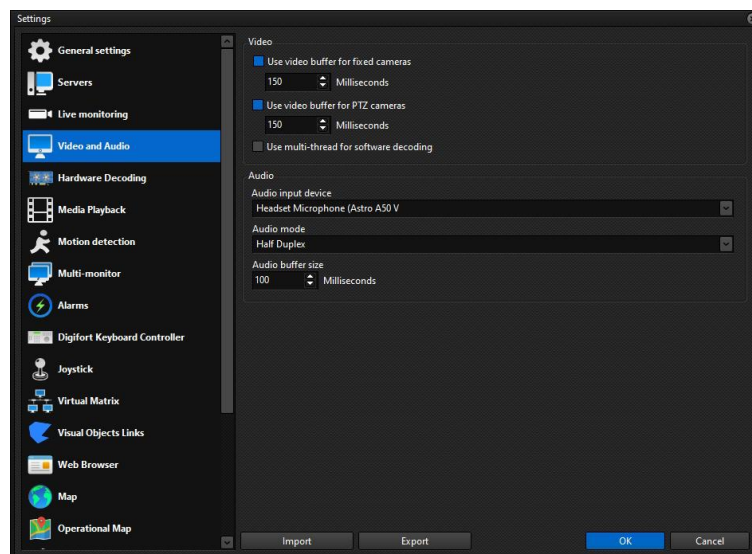 Settings
General settings
Servers
Live monitoring
Video and Audio
Hardware Decoding
Media Playback
Motion detection
Multi-monitor
Alarms
Digifort Keyboard Controller
Joystick
Virtual Matrix
Visual Objects Links
Web Browser
Map
Operational Map
Video
Use video buffer for fixed cameras
150 Milliseconds
Use video buffer for PTZ cameras
150 Milliseconds
Use multi-thread for software decoding
Audio
Audio input device
Headset Microphone (Astro A50 V
Audio mode
Half Duplex
Audio buffer size
100 Milliseconds
Import Export OK Cancel